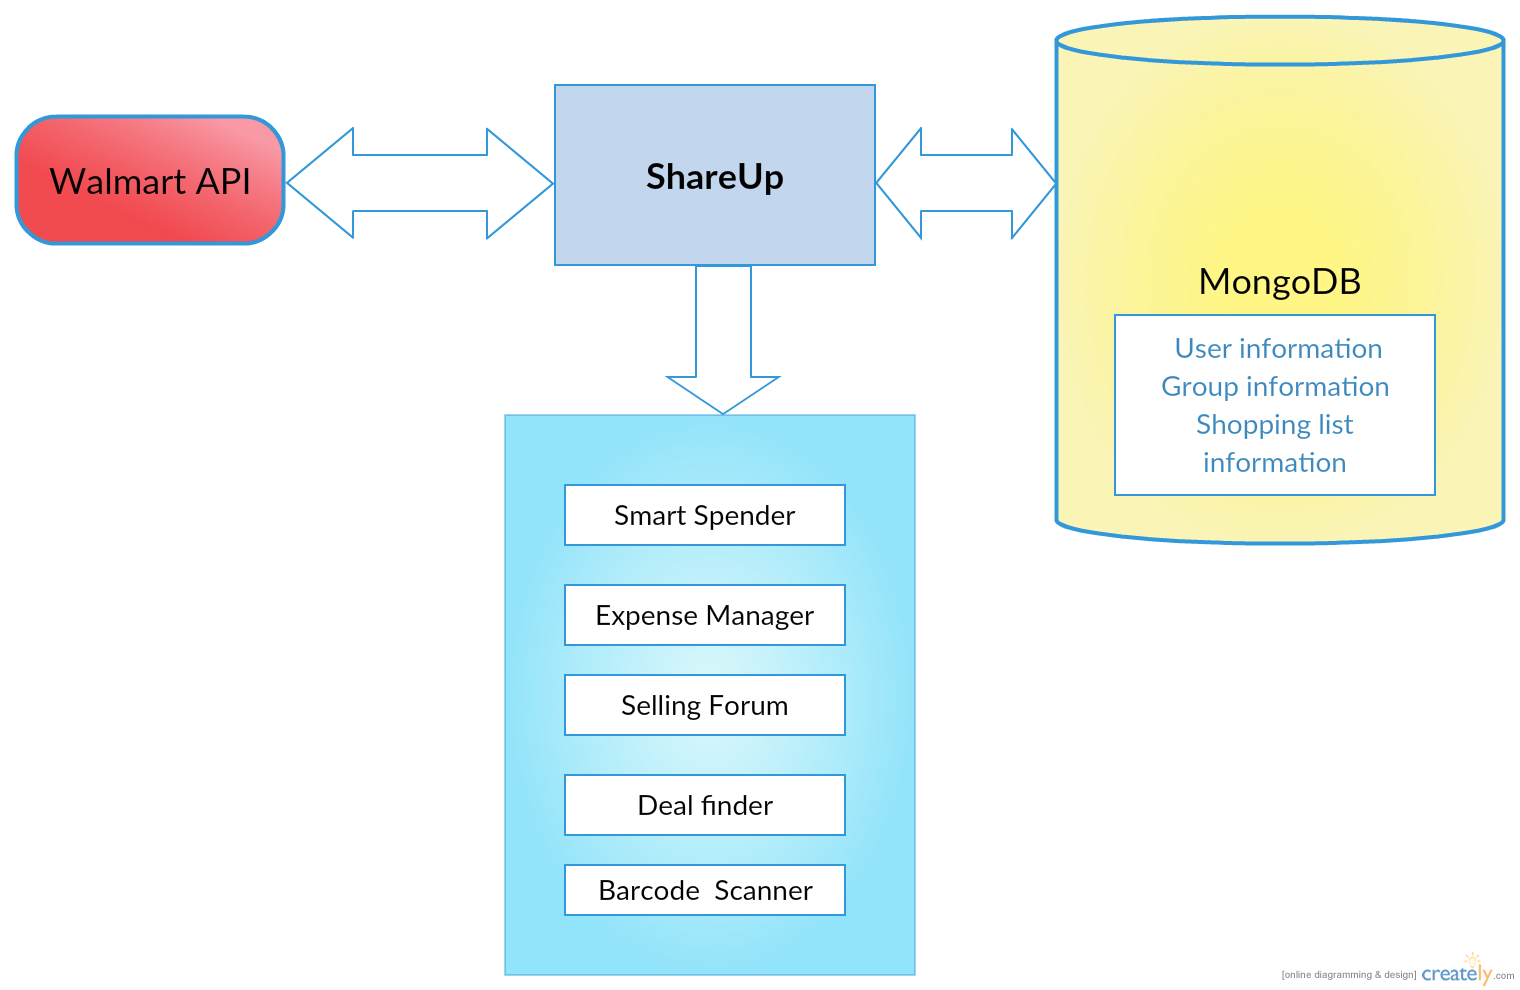 Walmart API
ShareUp
MongoDB
User information
Group information
Shopping list
information
Smart Spender
Expense Manager
Selling Forum
Deal finder
Barcode  Scanner
[online diagramming & design] creately.com